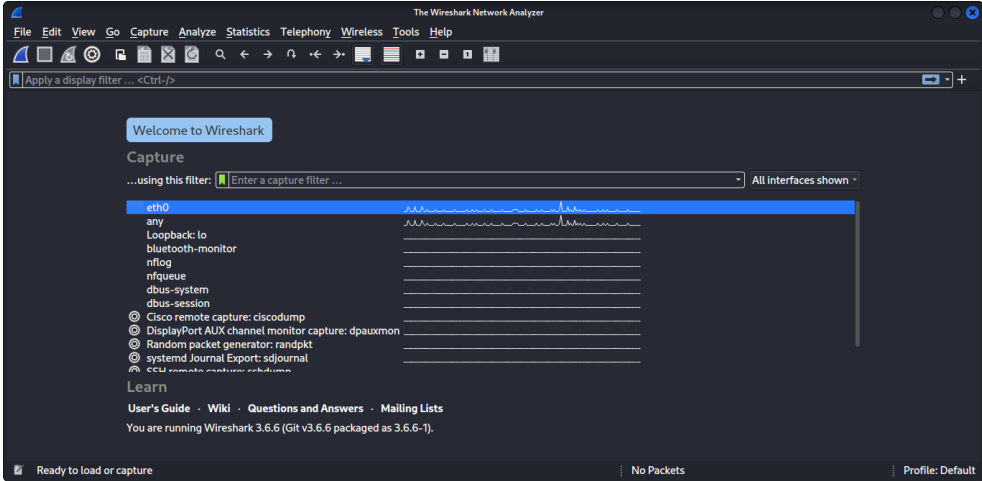 The Wireshark Network Analyzer
File Edit View Go Capture Analyze Statistics Telephony Wireless Tools Help
Apply a display filter ... <Ctrl-/>
Welcome to Wireshark
Capture
...using this filter: Enter a capture filter ... All interfaces shown
eth0
any
Loopback: lo
bluetooth-monitor
nflog
nfqueue
dbus-system
dbus-session
Cisco remote capture: ciscodump
DisplayPort AUX channel monitor capture: dpauxmon
Random packet generator: randpkt
systemd Journal Export: sdjournal
SSH remote capture: sshdump
Learn
User's Guide · Wiki · Questions and Answers · Mailing Lists
You are running Wireshark 3.6.6 (Git v3.6.6 packaged as 3.6.6-1).
Ready to load or capture No Packets Profile: Default